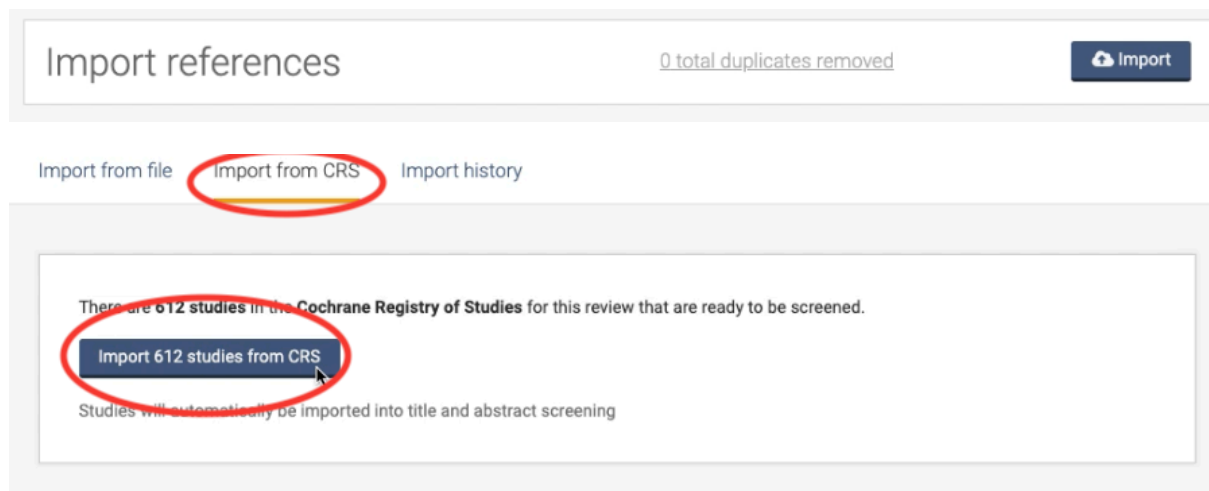 Import references
0 total duplicates removed
Import
Import from file
Import from CRS
Import history
There are 612 studies in the Cochrane Registry of Studies for this review that are ready to be screened.
Import 612 studies from CRS
Studies will automatically be imported into title and abstract screening